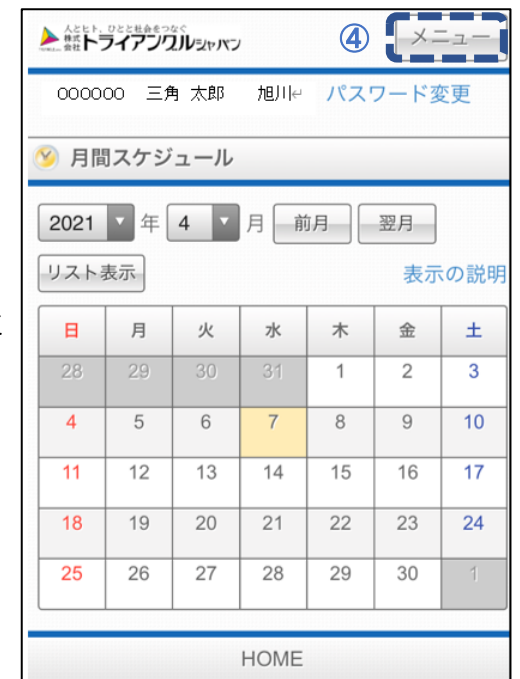 人とヒト、ひとと社会をつなぐ
株式会社トライアングルジャパン
④
メニュー
000000 三角 太郎 旭川↵ パスワード変更
月間スケジュール
2021 年 4 月 前月 翌月
リスト表示 表示の説明
日 月 火 水 木 金 土
28 29 30 31 1 2 3
4 5 6 7 8 9 10
11 12 13 14 15 16 17
18 19 20 21 22 23 24
25 26 27 28 29 30 1
HOME